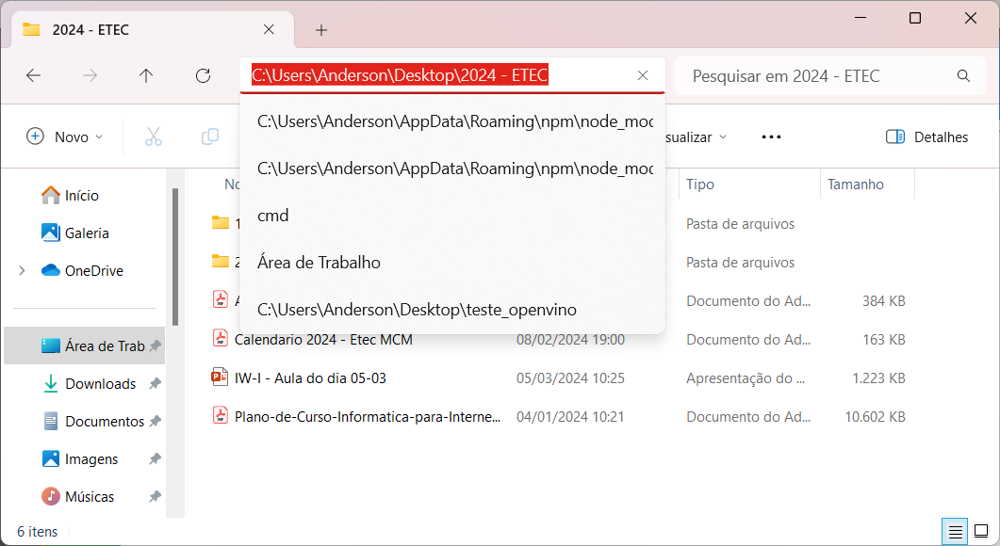 2024 - ETEC
C:\Users\Anderson\Desktop\2024 - ETEC
Pesquisar em 2024 - ETEC
C:\Users\Anderson\AppData\Roaming\npm\node_moc
C:\Users\Anderson\AppData\Roaming\npm\node_moc
cmd
Área de Trabalho
C:\Users\Anderson\Desktop\teste_openvino
Novo
sualizar
Detalhes
Início
Galeria
OneDrive
Área de Trab
Downloads
Documentos
Imagens
Músicas
Tipo Tamanho
Pasta de arquivos
Pasta de arquivos
Documento do Ad... 384 KB
Calendario 2024 - Etec MCM 08/02/2024 19:00 Documento do Ad... 163 KB
IW-I - Aula do dia 05-03 05/03/2024 10:25 Apresentação do ... 1.223 KB
Plano-de-Curso-Informatica-para-Interne... 04/01/2024 10:21 Documento do Ad... 10.602 KB
6 itens